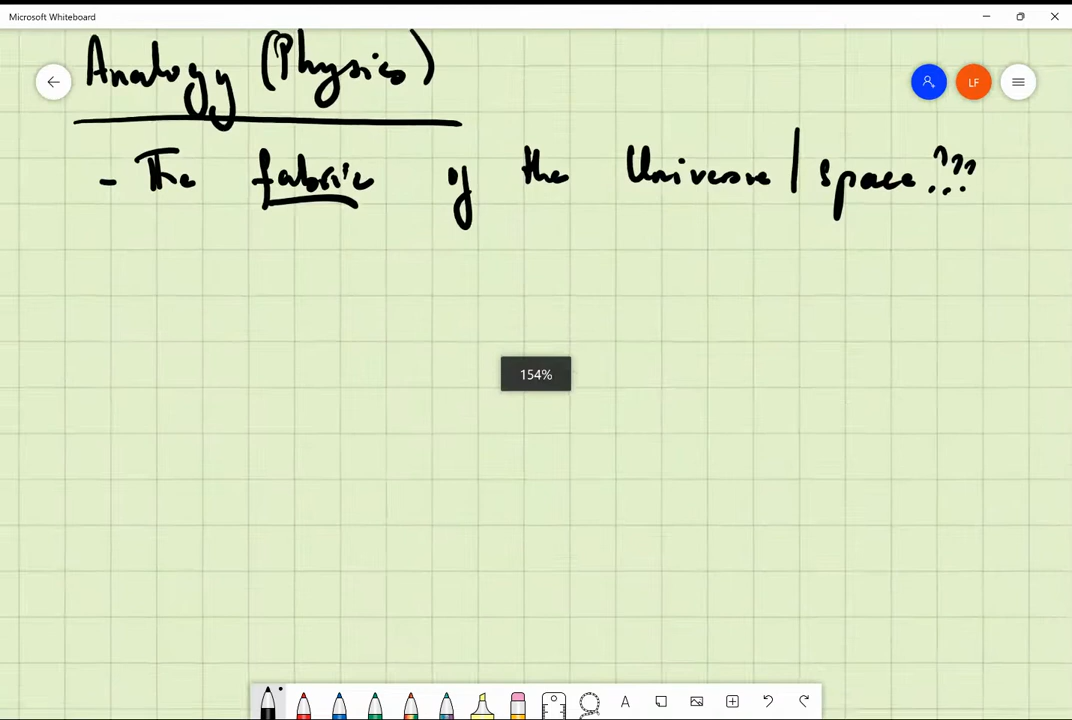 Microsoft Whiteboard
Analogy (Physics)
LF
- The fabric of the Universe / space???
154%
A